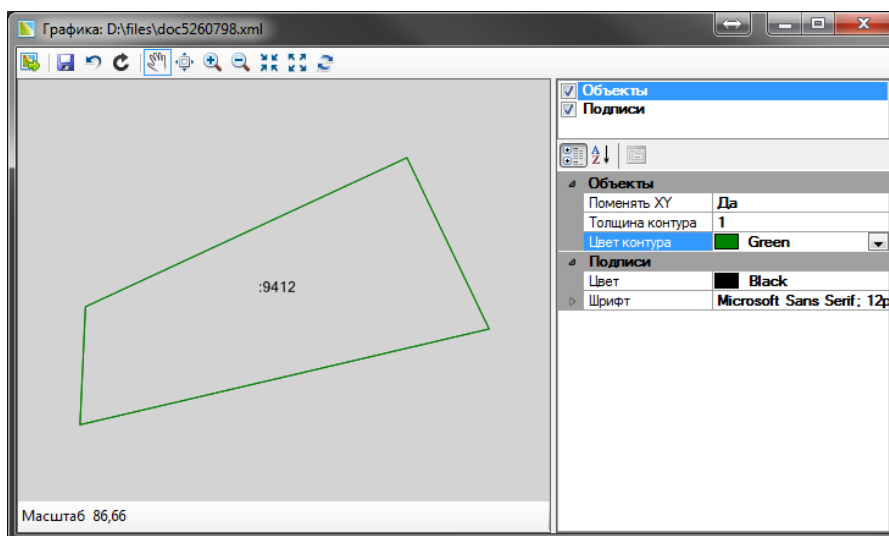 Графика: D:\files\doc5260798.xml
Объекты
Подписи
Объекты
Поменять XY Да
Толщина контура 1
Цвет контура Green
Подписи
Цвет Black
Шрифт Microsoft Sans Serif; 12p
:9412
Масштаб 86,66